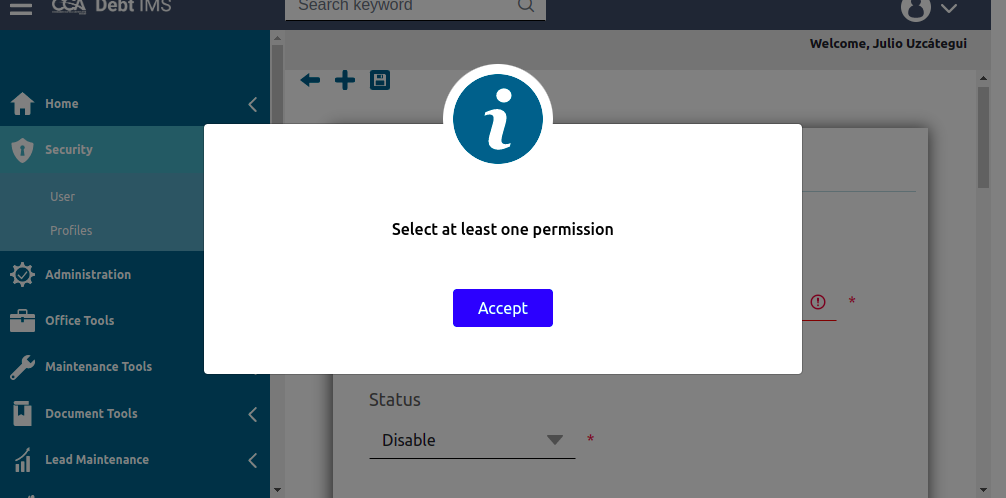 CCA Debt IMS
Search keyword
Welcome, Julio Uzcátegui
Home
Security
User
Profiles
Administration
Office Tools
Maintenance Tools
Document Tools
Lead Maintenance
i
Select at least one permission
Accept
*
Status
Disable
*